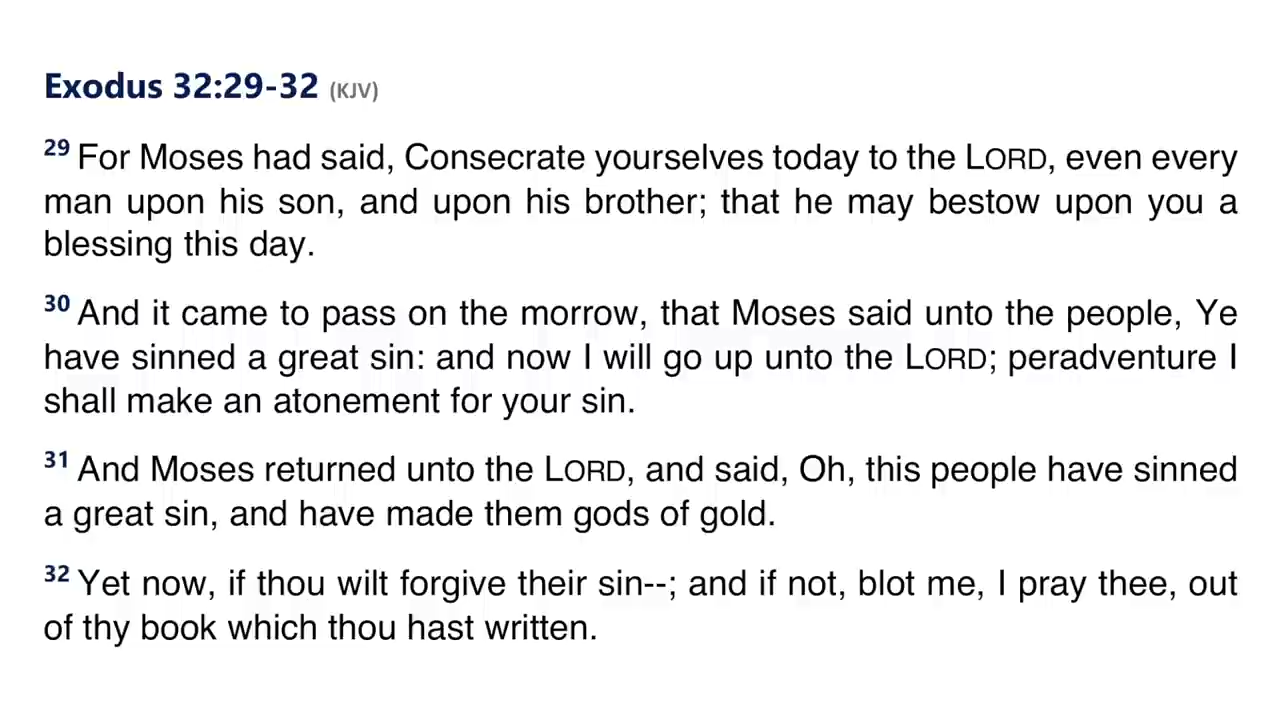 Exodus 32:29-32 (KJV)
29 For Moses had said, Consecrate yourselves today to the LORD, even every
man upon his son, and upon his brother; that he may bestow upon you a
blessing this day.
30 And it came to pass on the morrow, that Moses said unto the people, Ye
have sinned a great sin: and now I will go up unto the LORD; peradventure I
shall make an atonement for your sin.
31 And Moses returned unto the LORD, and said, Oh, this people have sinned
a great sin, and have made them gods of gold.
32 Yet now, if thou wilt forgive their sin--; and if not, blot me, I pray thee, out
of thy book which thou hast written.